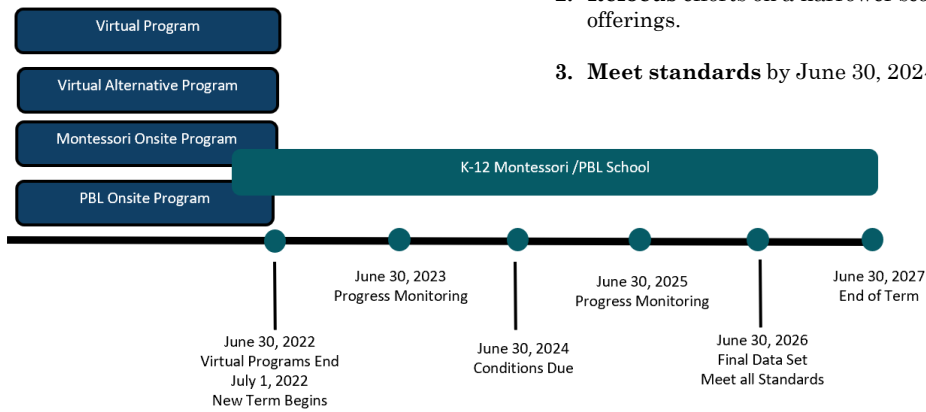 offerings.
3. Meet standards by June 30, 202
Virtual Program
Virtual Alternative Program
Montessori Onsite Program
K-12 Montessori /PBL School
PBL Onsite Program
June 30, 2023
Progress Monitoring
June 30, 2025
Progress Monitoring
June 30, 2027
End of Term
June 30, 2022
Virtual Programs End
July 1, 2022
New Term Begins
June 30, 2024
Conditions Due
June 30, 2026
Final Data Set
Meet all Standards